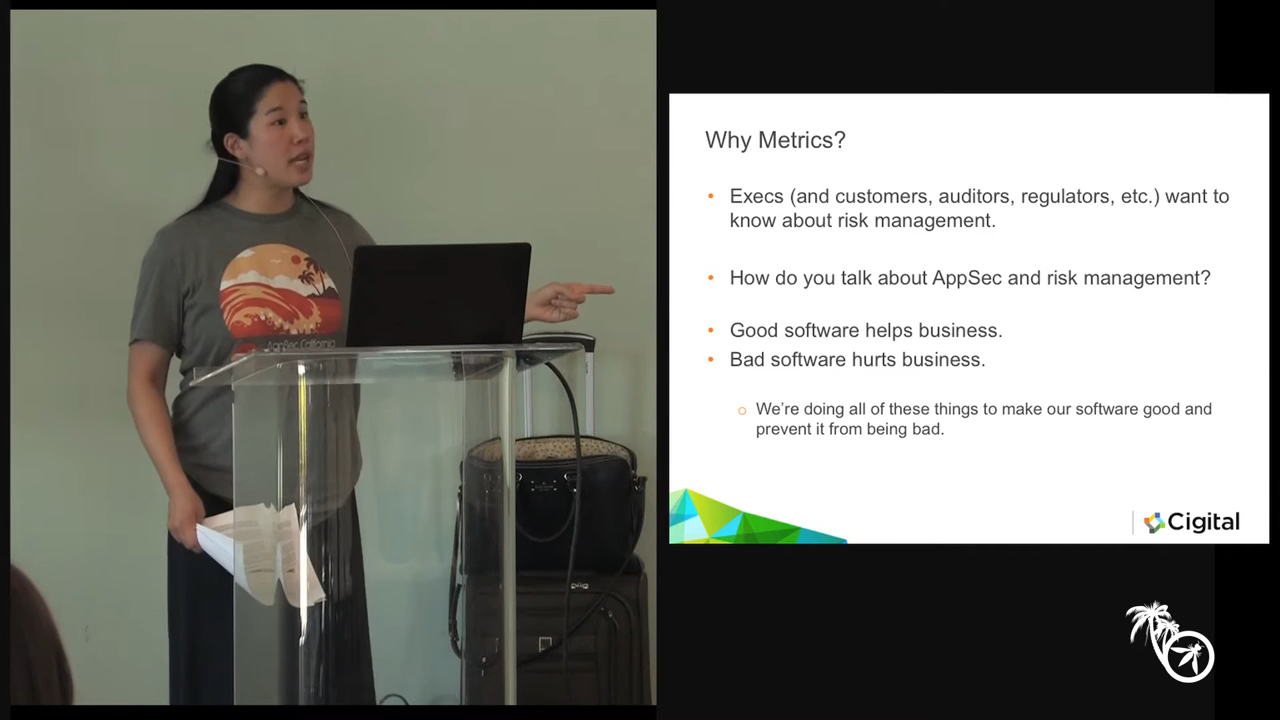 AppSec California
Why Metrics?
• Execs (and customers, auditors, regulators, etc.) want to
know about risk management.
• How do you talk about AppSec and risk management?
• Good software helps business.
• Bad software hurts business.
o We’re doing all of these things to make our software good and
prevent it from being bad.
Cigital